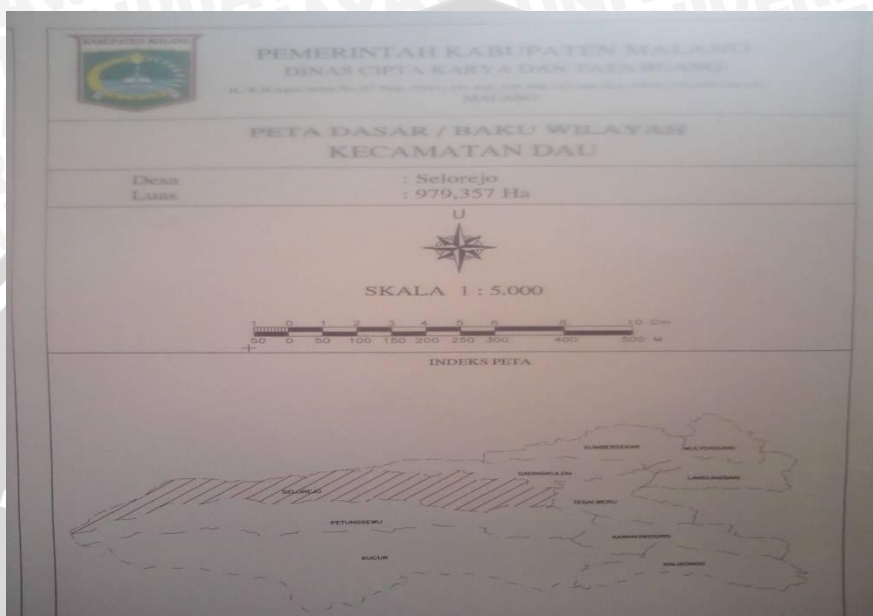 KABUPATEN MALANG
PEMERINTAH KABUPATEN MALANG
DINAS CIPTA KARYA DAN TATA RUANG
MALANG
PETA DASAR / BAKU WILAYAH
KECAMATAN DAU
Desa : Selorejo
Luas : 979,357 Ha
U
SKALA 1 : 5.000
1 0 1 2 3 4 5 6 8 10 Cm
50 0 50 100 150 200 250 300 400 500 M
INDEKS PETA
SUMBERSEKAR
MULYOAGUNG
GADINGKULON
LANDUNGSARI
SELOREJO
TEGALWERU
PETUNGSEWU
KARANGWIDORO
KUCUR
KALISONGO